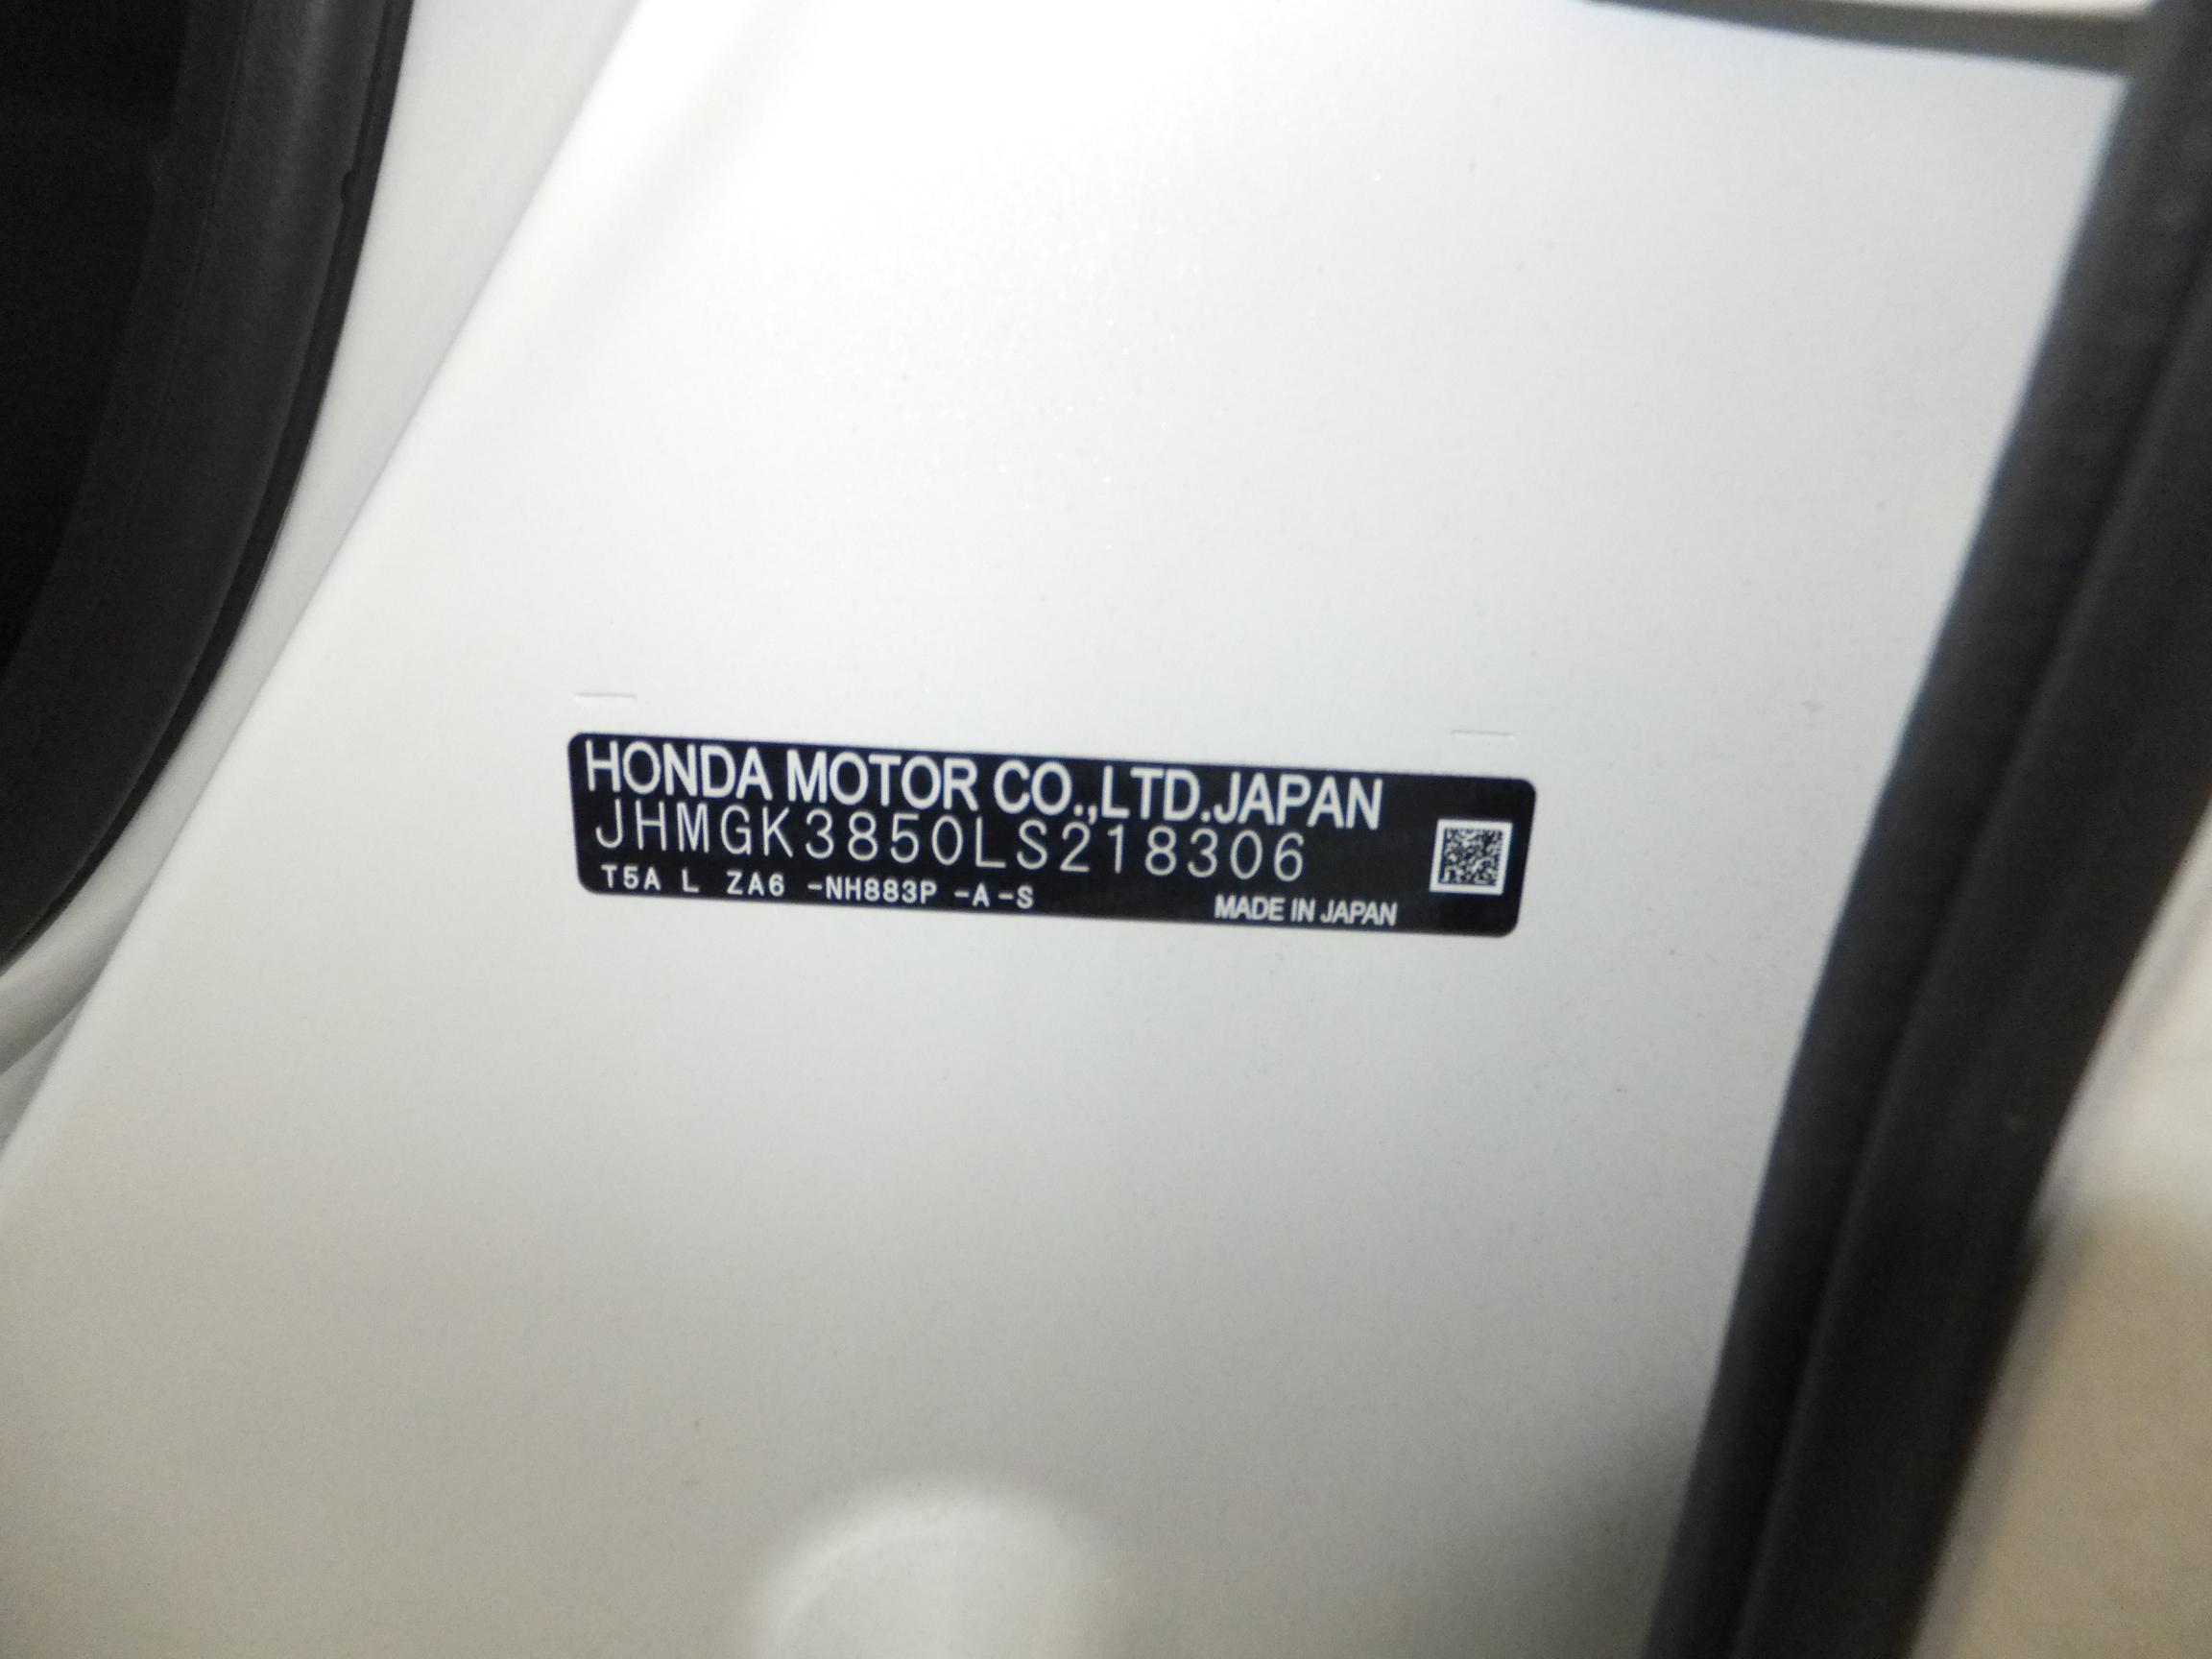 HONDA MOTOR CO.,LTD.JAPAN
JHMGK3850LS218306
T5A L ZA6 -NH883P -A-S
MADE IN JAPAN